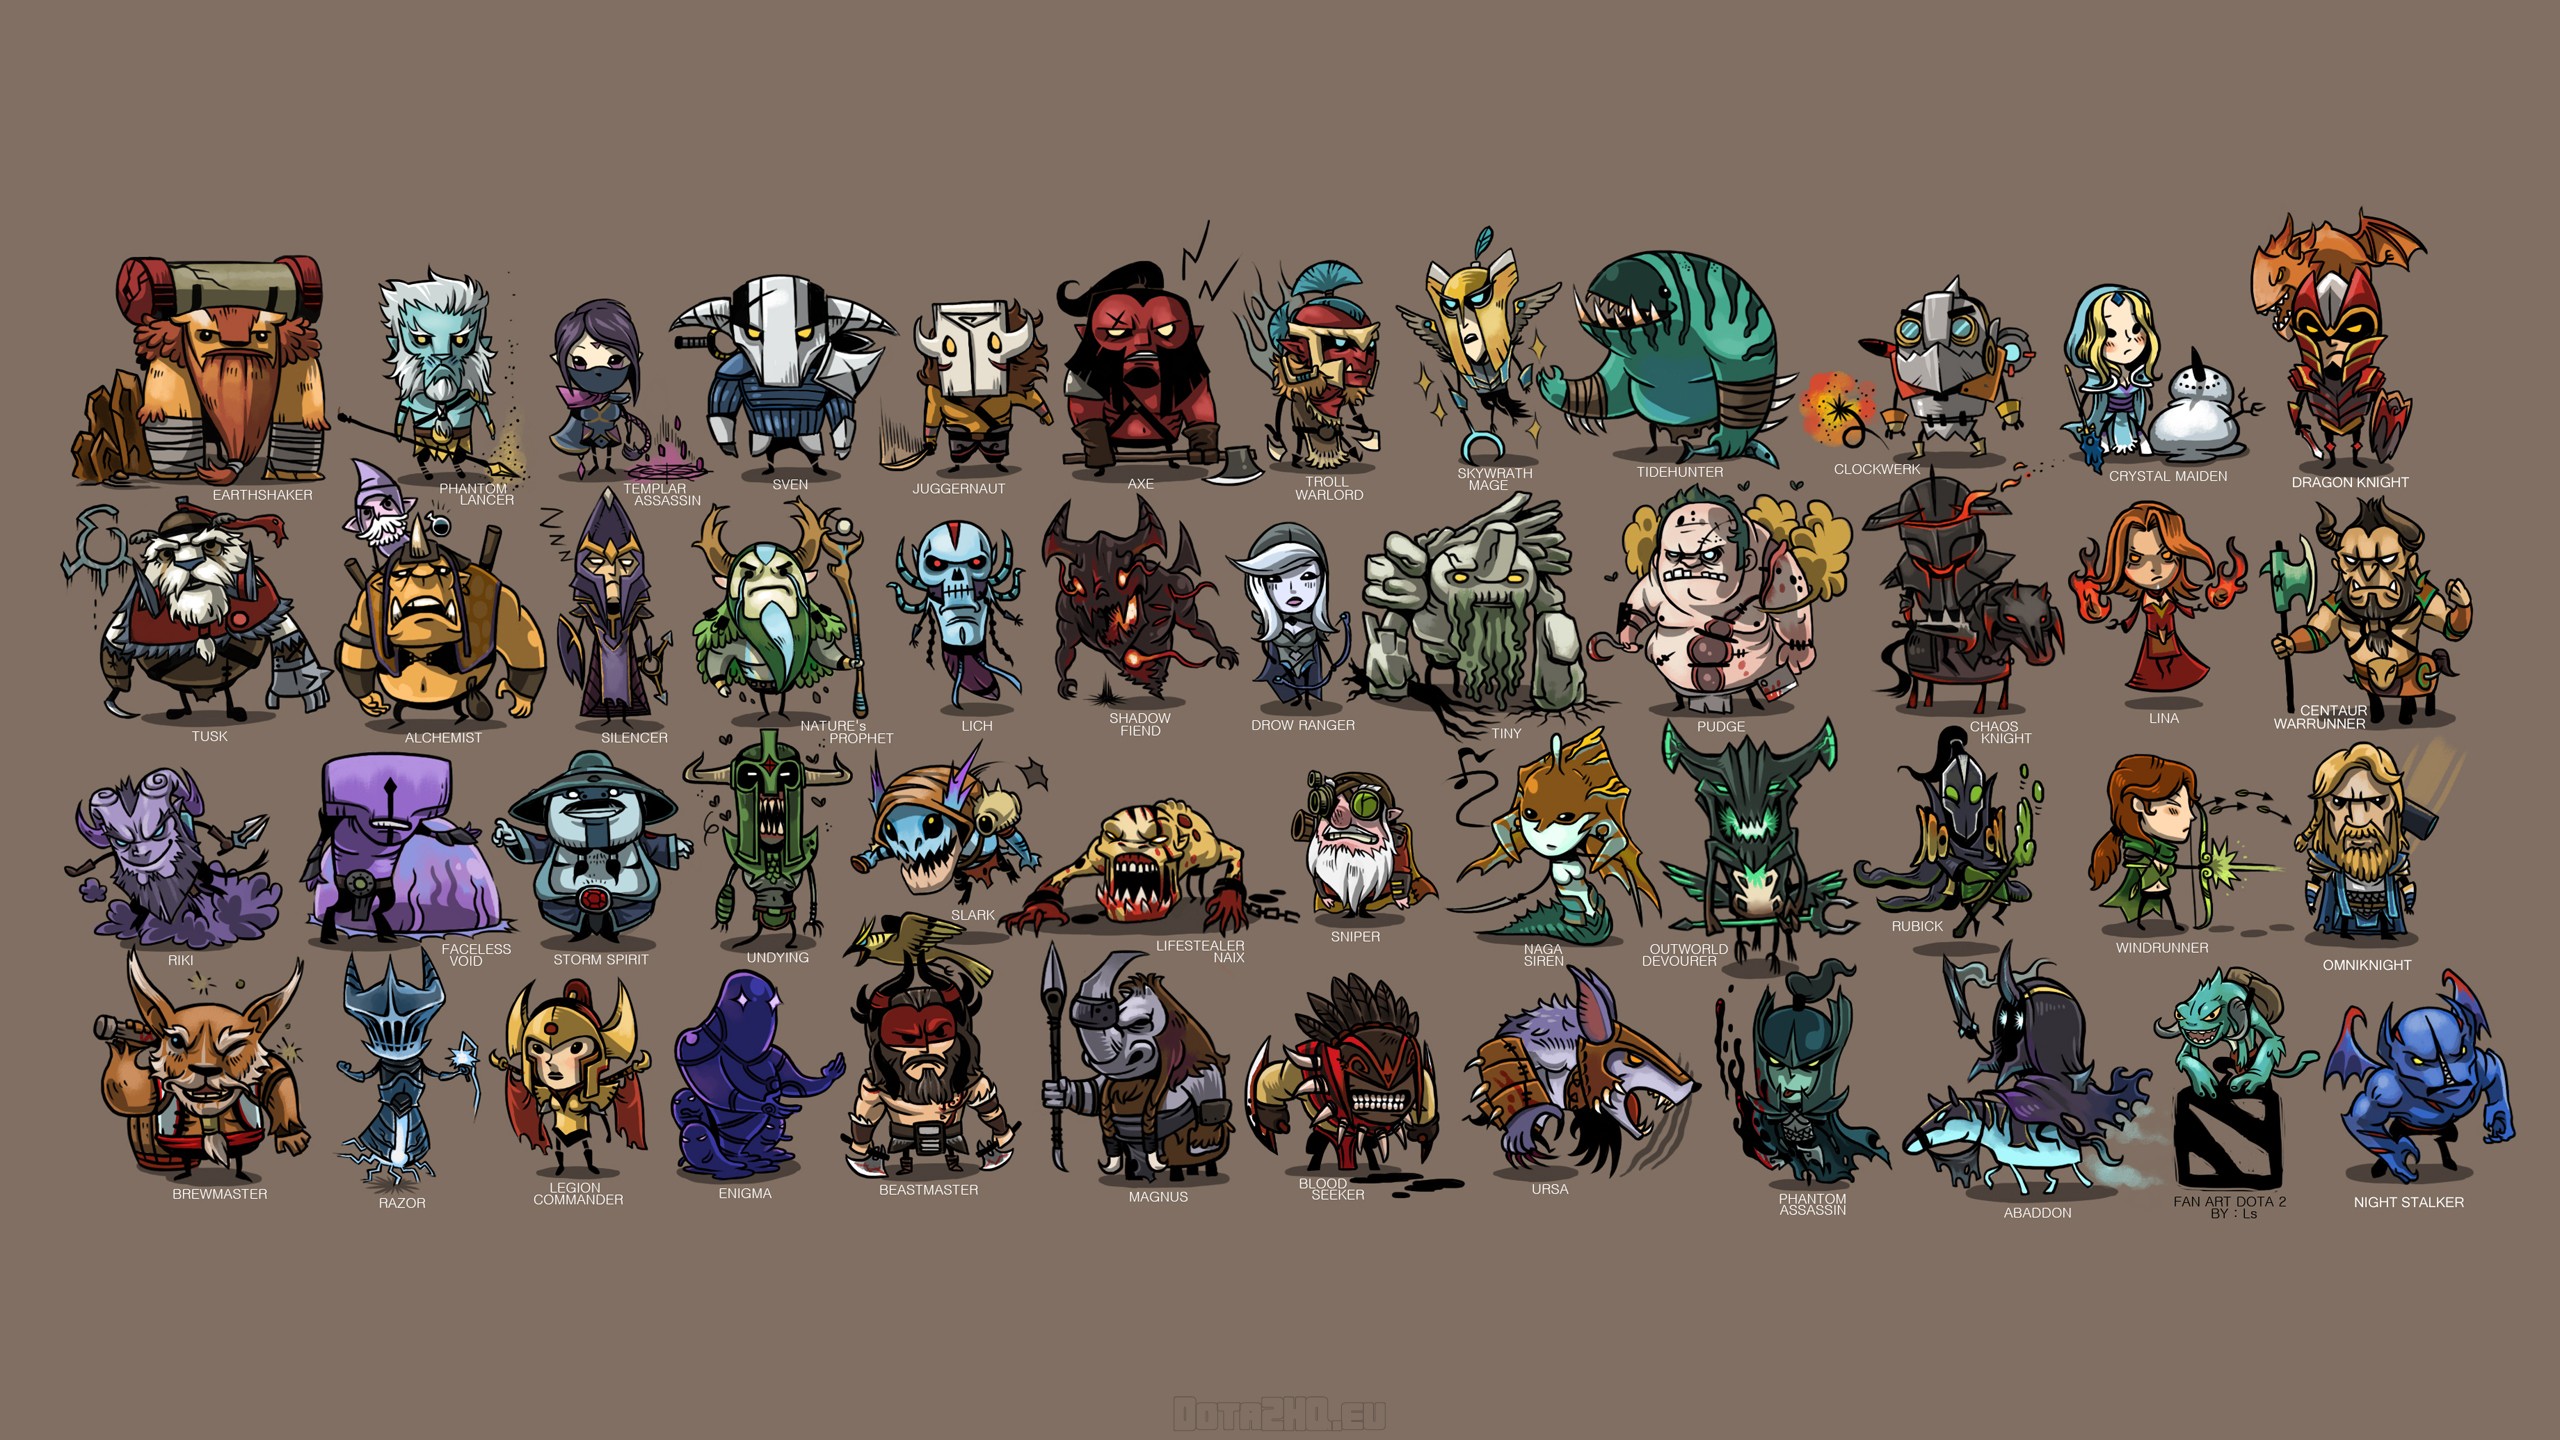 EARTHSHAKER
PHANTOM
LANCER
TEMPLAR
ASSASSIN
SVEN
JUGGERNAUT
AXE
TROLL
WARLORD
SKYWRATH
MAGE
TIDEHUNTER
CLOCKWERK
CRYSTAL MAIDEN
DRAGON KNIGHT
TUSK
ALCHEMIST
SILENCER
NATURE's
PROPHET
LICH
SHADOW
FIEND
DROW RANGER
TINY
PUDGE
CHAOS
KNIGHT
LINA
CENTAUR
WARRUNNER
RIKI
FACELESS
VOID
STORM SPIRIT
UNDYING
SLARK
LIFESTEALER
NAIX
SNIPER
NAGA
SIREN
OUTWORLD
DEVOURER
RUBICK
WINDRUNNER
OMNIKNIGHT
BREWMASTER
RAZOR
LEGION
COMMANDER
ENIGMA
BEASTMASTER
MAGNUS
BLOOD
SEEKER
URSA
PHANTOM
ASSASSIN
ABADDON
FAN ART DOTA 2
BY : Ls
NIGHT STALKER
Dota2HQ.eu